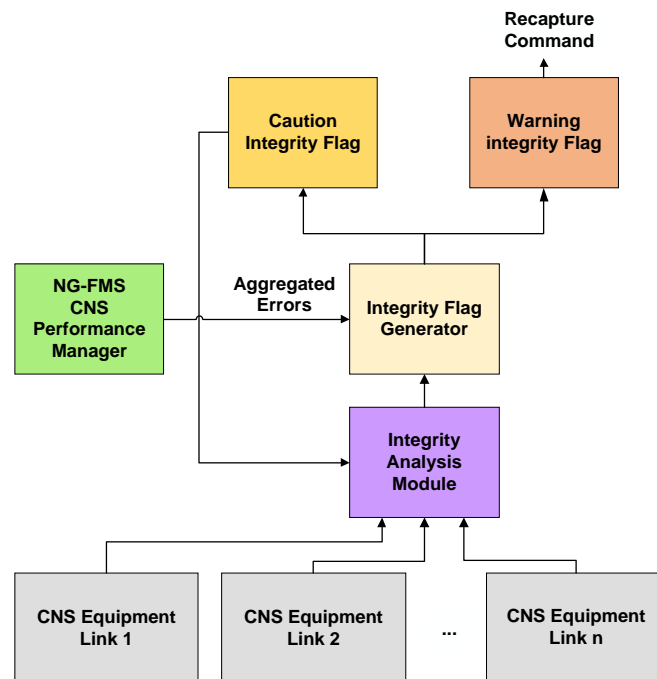 Recapture
Command
Caution
Integrity Flag
Warning
integrity Flag
NG-FMS
CNS
Performance
Manager
Aggregated
Errors
Integrity Flag
Generator
Integrity
Analysis
Module
CNS Equipment
Link 1
CNS Equipment
Link 2
...
CNS Equipment
Link n